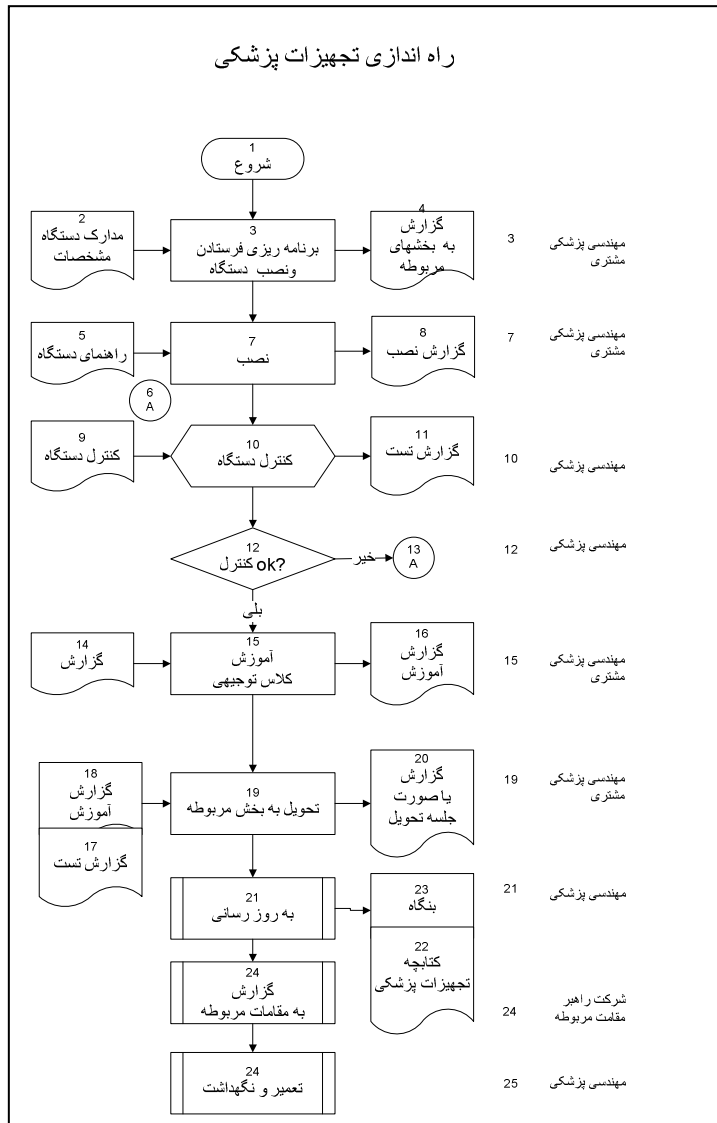 راه اندازی تجهیزات پزشکی
1
شروع
2
مدارک دستگاه
مشخصات
3
برنامه ریزی فرستادن
ونصب دستگاه
4
گزارش
به بخشهای
مربوطه
3
مهندسی پزشکی
مشتری
5
راهنمای دستگاه
7
نصب
8
گزارش نصب
7
مهندسی پزشکی
مشتری
6
A
9
کنترل دستگاه
10
کنترل دستگاه
11
گزارش تست
10
مهندسی پزشکی
12
کنترل ok?
خیر
13
A
12
مهندسی پزشکی
بلی
14
گزارش
15
آموزش
کلاس توجیهی
16
گزارش
آموزش
15
مهندسی پزشکی
مشتری
18
گزارش
آموزش
17
گزارش تست
19
تحویل به بخش مربوطه
20
گزارش
یا صورت
جلسه تحویل
19
مهندسی پزشکی
مشتری
21
به روز رسانی
23
بنگاه
22
کتابچه
تجهیزات پزشکی
21
مهندسی پزشکی
24
گزارش
به مقامات مربوطه
24
شرکت راهبر
مقامت مربوطه
24
تعمیر و نگهداشت
25
مهندسی پزشکی